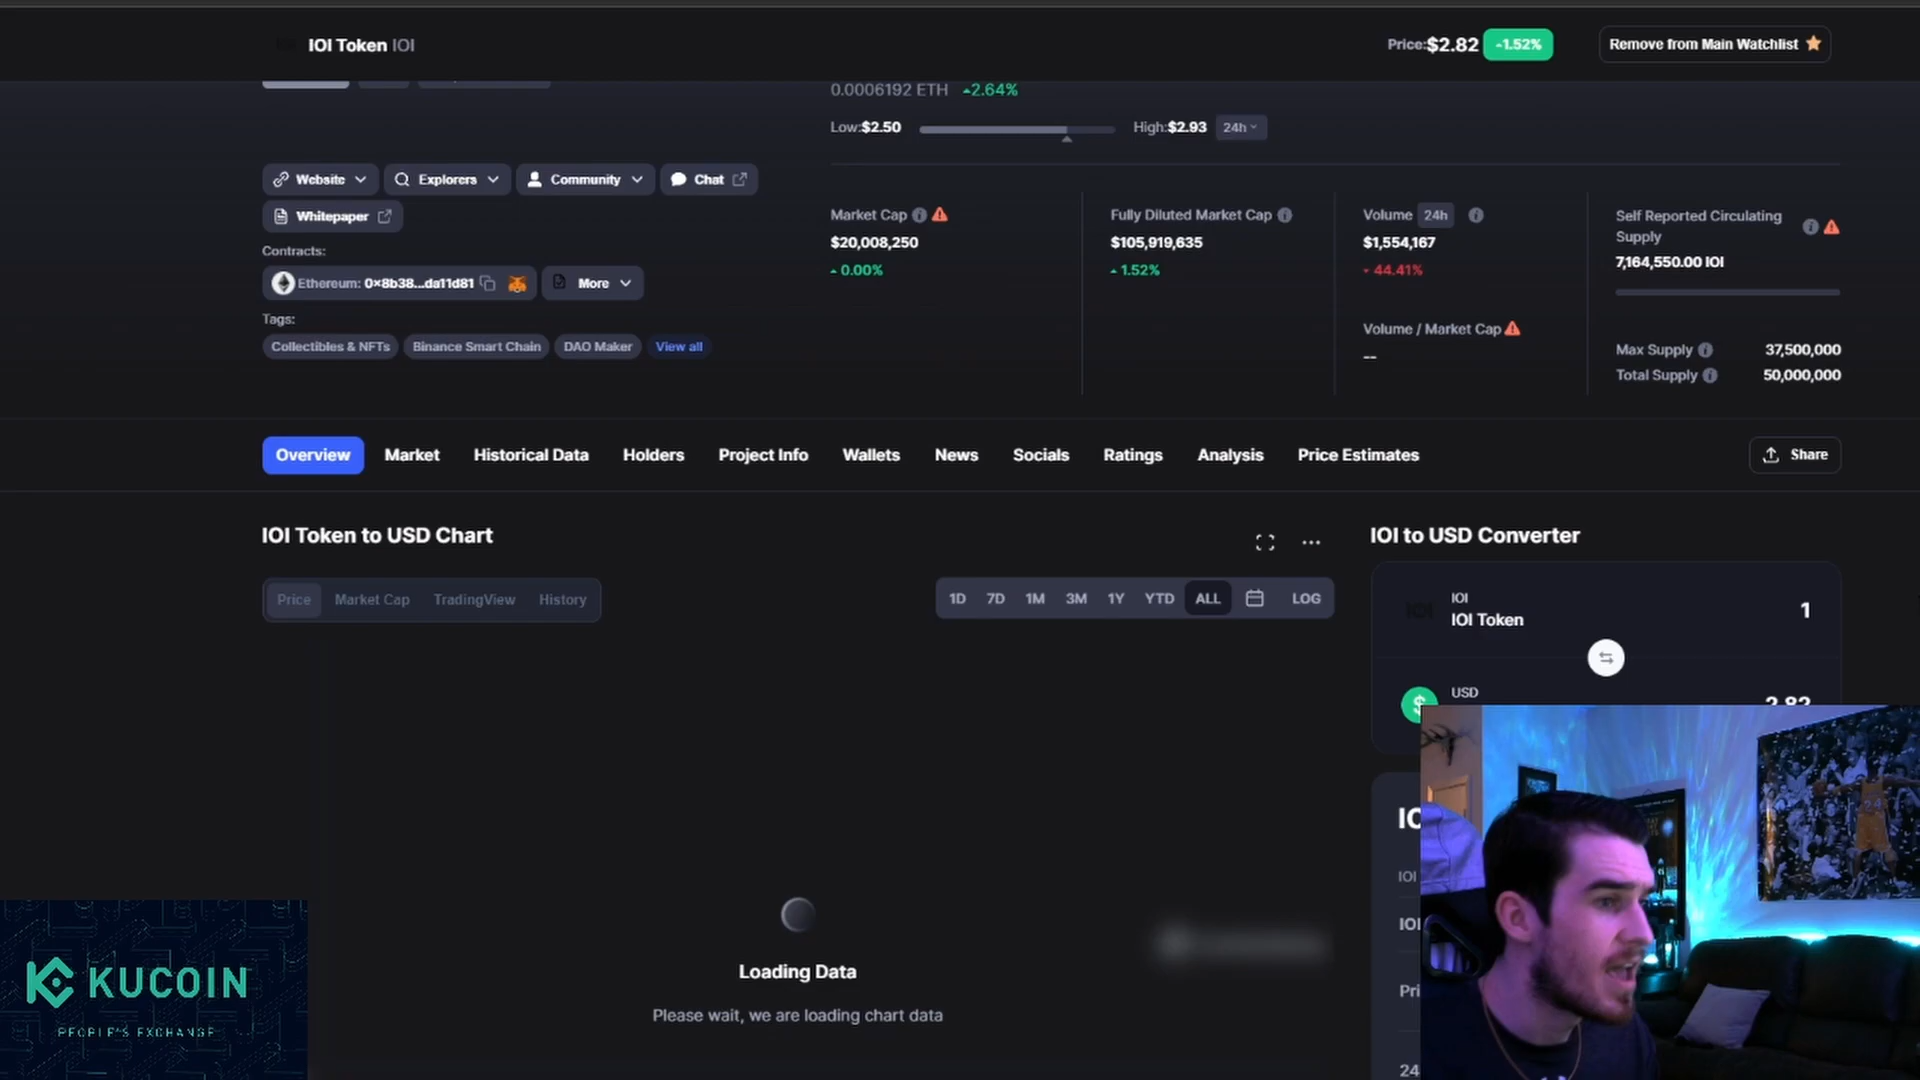 IOI Token IOI
Price:$2.82 1.52%
Remove from Main Watchlist
0.0006192 ETH 2.64%
Low:$2.50 High:$2.93 24h
Website Explorers Community Chat
Whitepaper
Contracts:
Ethereum: 0x8b38...da11d81 More
Tags:
Collectibles & NFTs Binance Smart Chain DAO Maker View all
Market Cap
$20,008,250
0.00%
Fully Diluted Market Cap
$105,919,635
1.52%
Volume 24h
$1,554,167
44.41%
Volume / Market Cap
--
Self Reported Circulating
Supply
7,164,550.00 IOI
Max Supply 37,500,000
Total Supply 50,000,000
Overview Market Historical Data Holders Project Info Wallets News Socials Ratings Analysis Price Estimates Share
IOI Token to USD Chart
Price Market Cap TradingView History
1D 7D 1M 3M 1Y YTD ALL LOG
Loading Data
Please wait, we are loading chart data
IOI to USD Converter
IOI
IOI Token 1
USD
2.82
IOI
Pri
24
24
KUCOIN
PEOPLE'S EXCHANGE